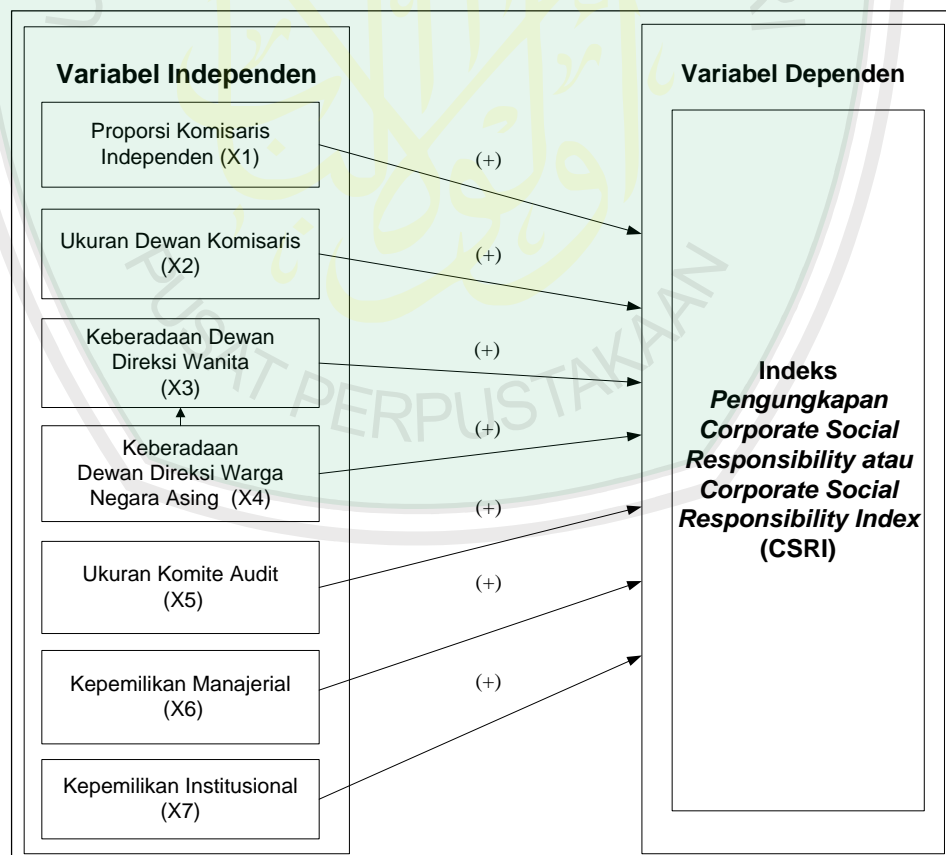 Variabel Independen
Proporsi Komisaris
Independen (X1)
Ukuran Dewan Komisaris
(X2)
Keberadaan Dewan
Direksi Wanita
(X3)
Keberadaan
Dewan Direksi Warga
Negara Asing (X4)
Ukuran Komite Audit
(X5)
Kepemilikan Manajerial
(X6)
Kepemilikan Institusional
(X7)
(+)
(+)
(+)
(+)
(+)
(+)
(+)
Variabel Dependen
Indeks
Pengungkapan
Corporate Social
Responsibility atau
Corporate Social
Responsibility Index
(CSRI)
PUSAT PERPUSTAKAAN